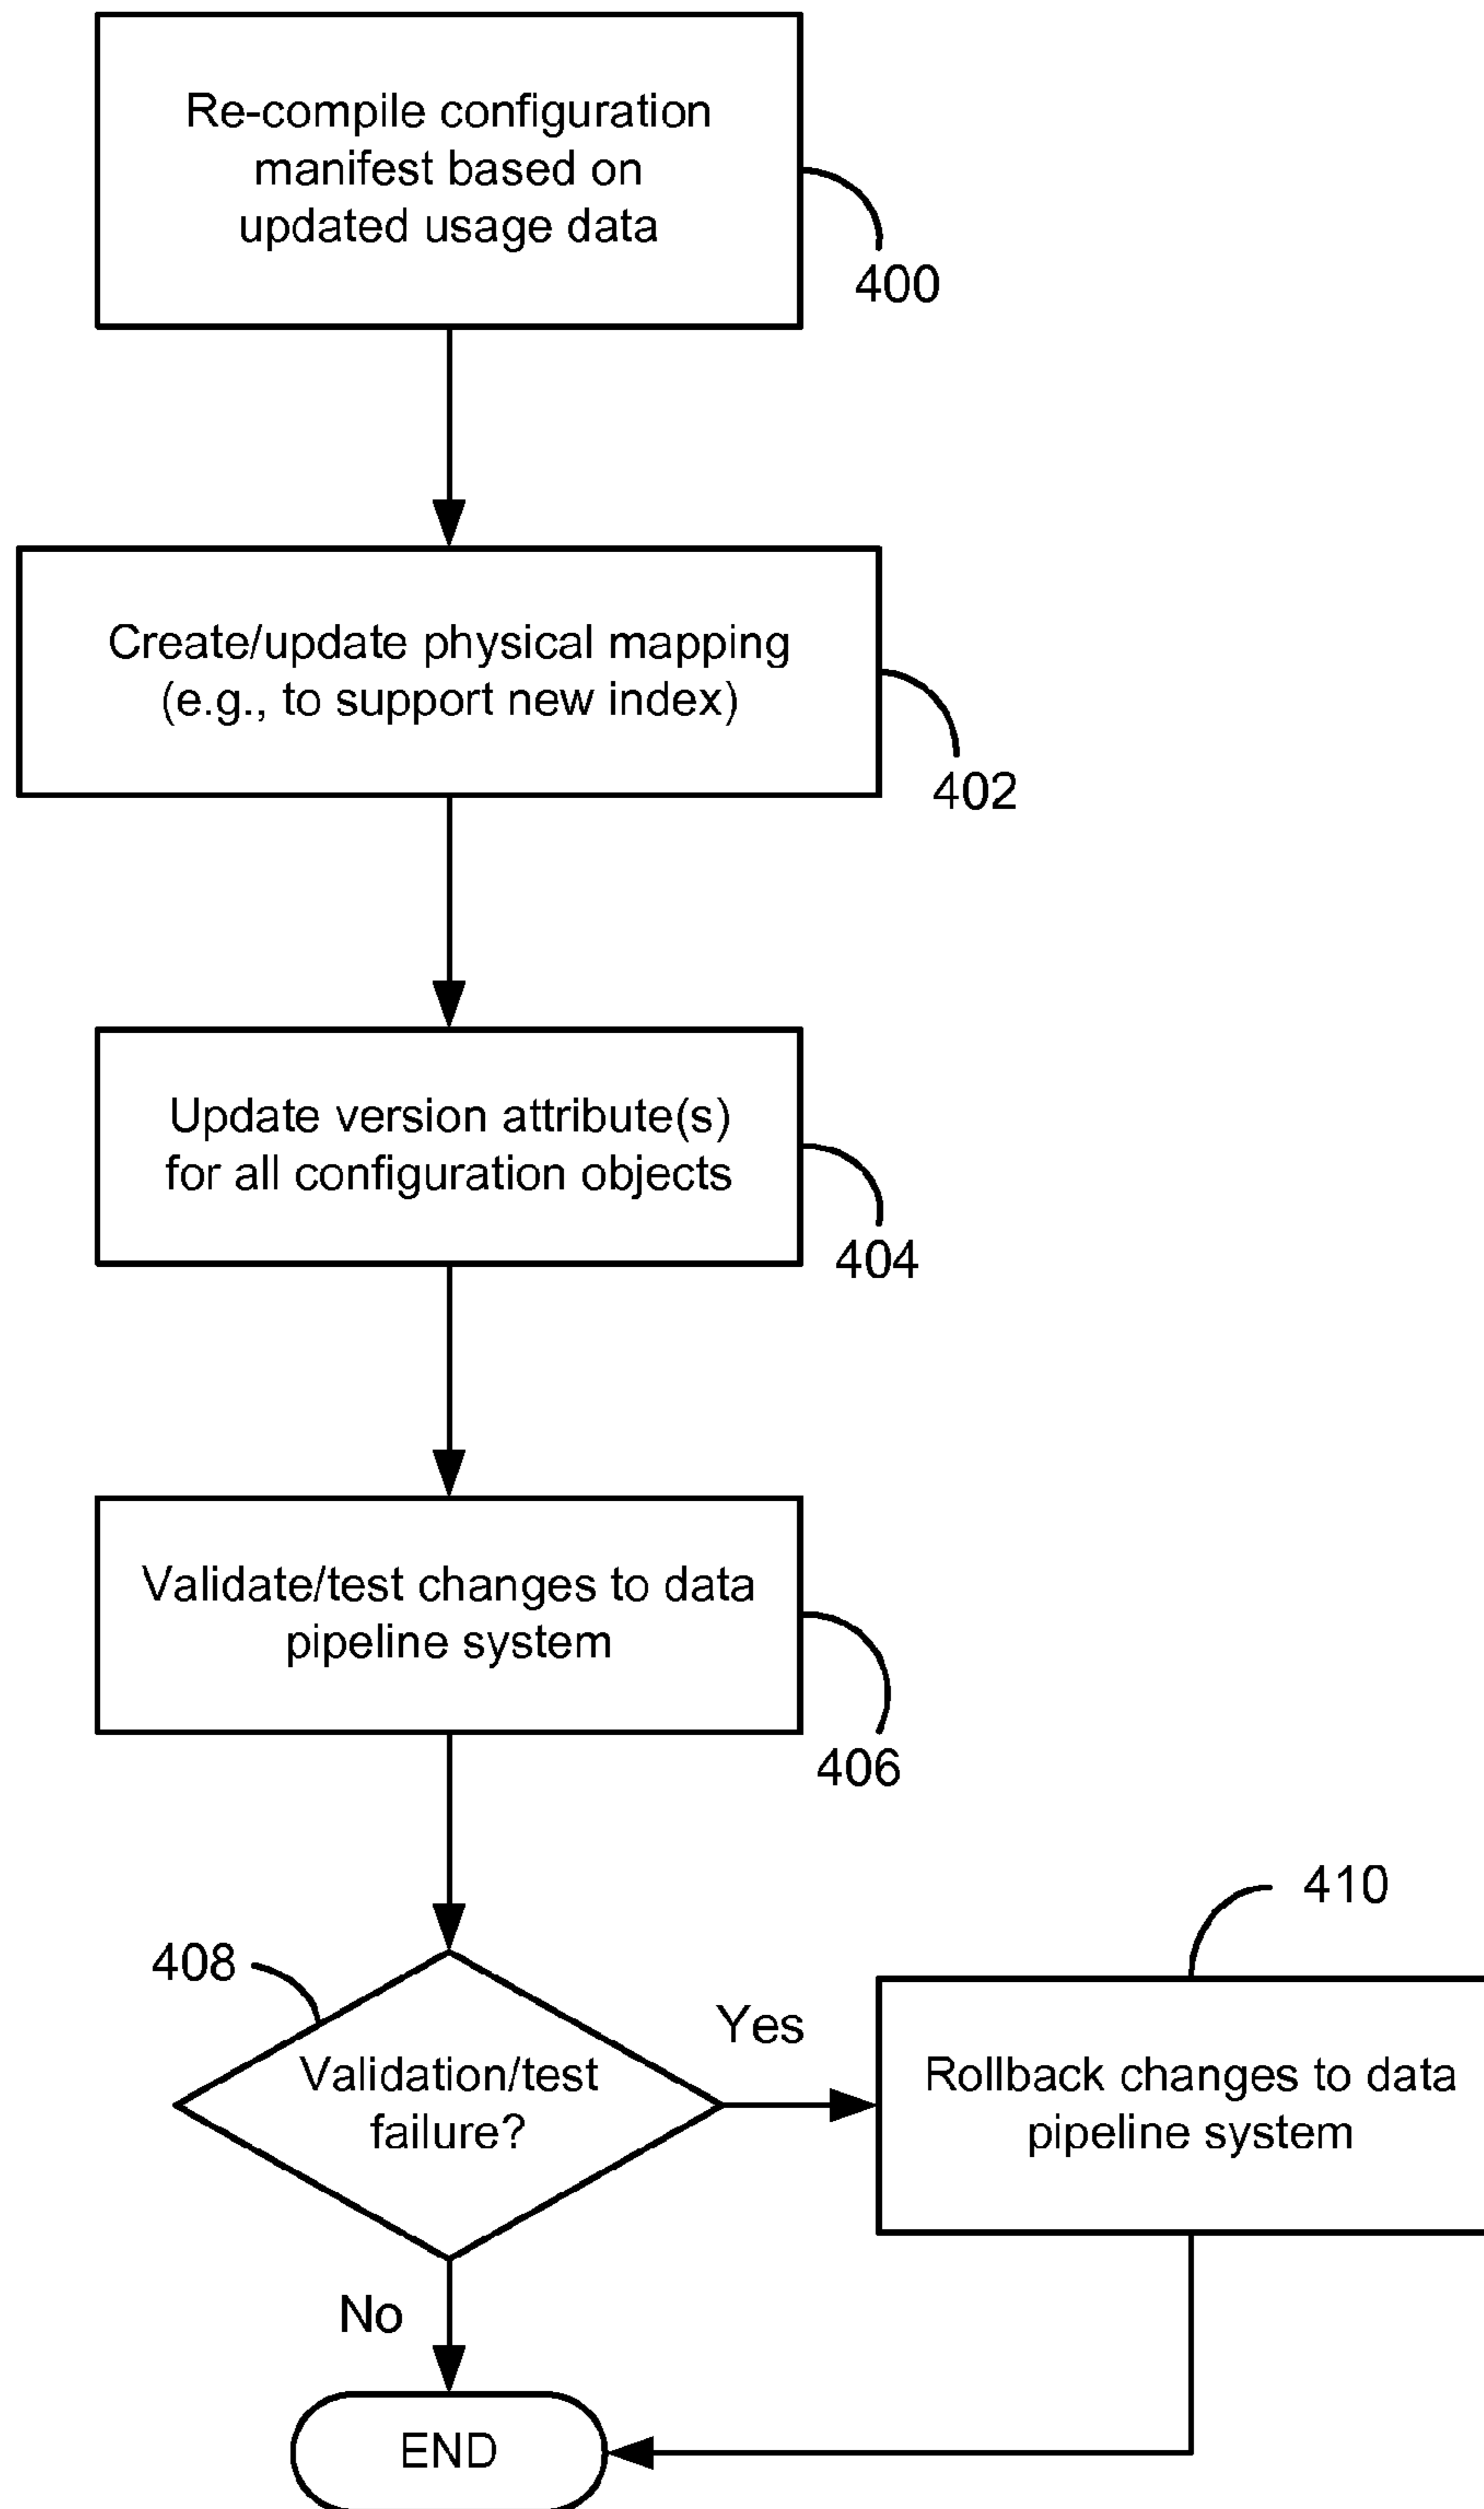 Re-compile configuration
manifest based on
updated usage data
400
Create/update physical mapping
(e.g., to support new index)
402
Update version attribute(s)
for all configuration objects
404
Validate/test changes to data
pipeline system
406
410
408
Yes
Validation/test
failure?
Rollback changes to data
pipeline system
No
END